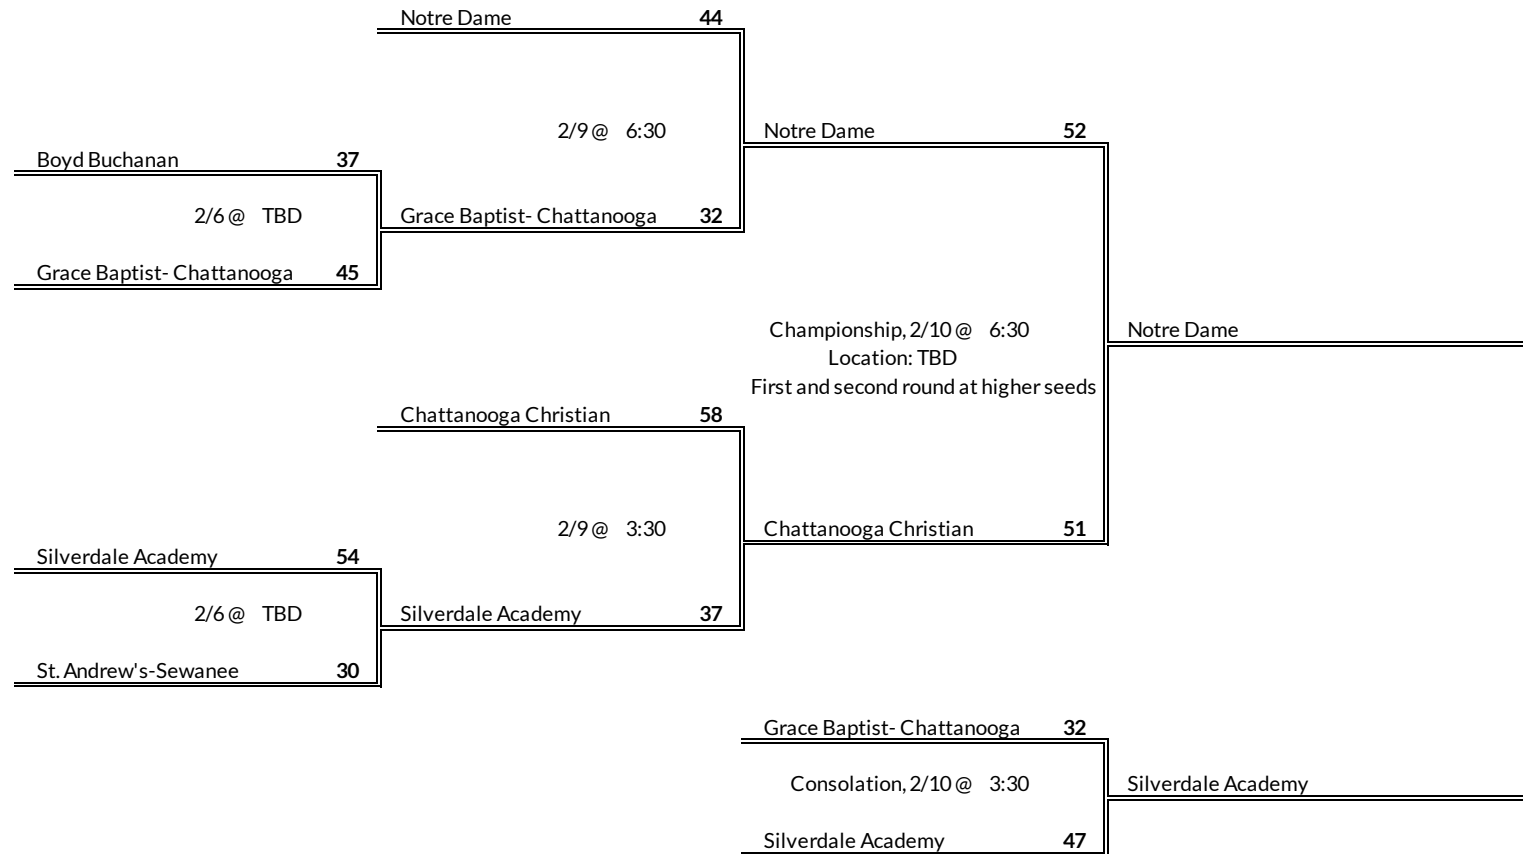 Notre Dame 44
2/9 @ 6:30
Notre Dame 52
Boyd Buchanan 37
2/6 @ TBD
Grace Baptist- Chattanooga 32
Grace Baptist- Chattanooga 45
Championship, 2/10 @ 6:30
Notre Dame
Location: TBD
First and second round at higher seeds
Chattanooga Christian 58
2/9 @ 3:30
Chattanooga Christian 51
Silverdale Academy 54
2/6 @ TBD
Silverdale Academy 37
St. Andrew's-Sewanee 30
Grace Baptist- Chattanooga 32
Consolation, 2/10 @ 3:30
Silverdale Academy
Silverdale Academy 47